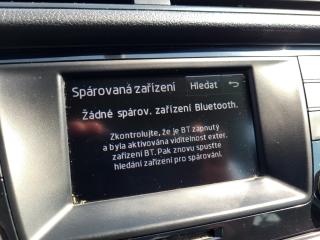 Spárovaná zařízení Hledat
Žádné spárov. zařízení Bluetooth.
Zkontrolujte, že je BT zapnutý
a byla aktivována viditelnost exter.
zařízení BT. Pak znovu spusťte
hledání zařízení pro spárování.